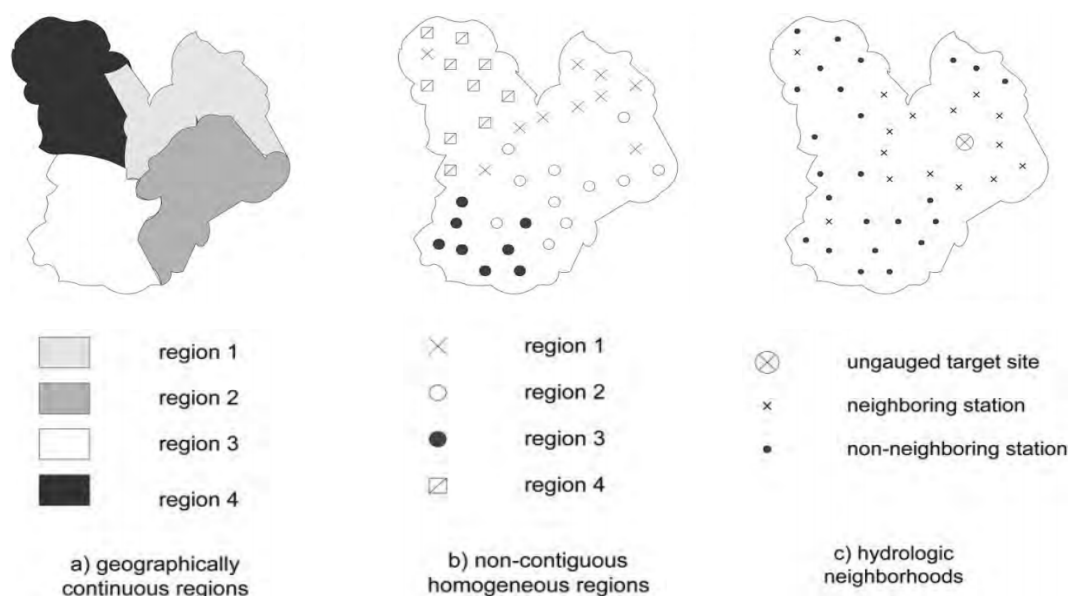 region 1
region 2
region 3
region 4
a) geographically
continuous regions
region 1
region 2
region 3
region 4
b) non-contiguous
homogeneous regions
ungauged target site
neighboring station
non-neighboring station
c) hydrologic
neighborhoods